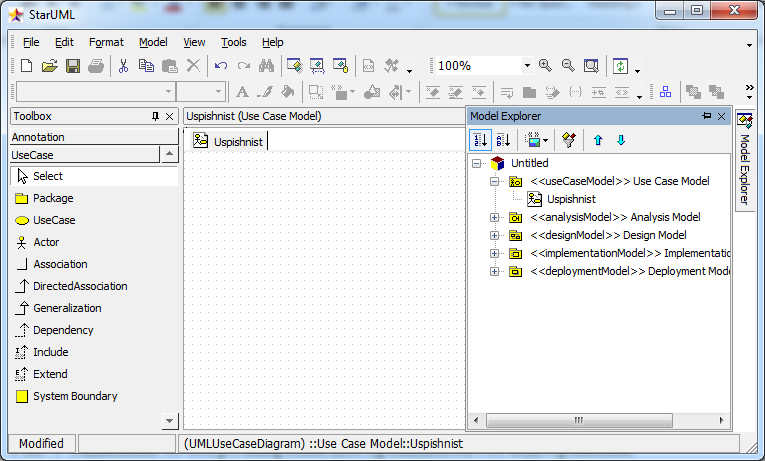 StarUML
File Edit Format Model View Tools Help
100%
Toolbox
Annotation
UseCase
Select
Package
UseCase
Actor
Association
DirectedAssociation
Generalization
Dependency
Include
Extend
System Boundary
Uspishnist (Use Case Model)
Uspishnist
Model Explorer
Untitled
<<useCaseModel>> Use Case Model
Uspishnist
<<analysisModel>> Analysis Model
<<designModel>> Design Model
<<implementationModel>> Implementatio
<<deploymentModel>> Deployment Mode
Model Explorer
Modified
(UMLUseCaseDiagram) ::Use Case Model::Uspishnist